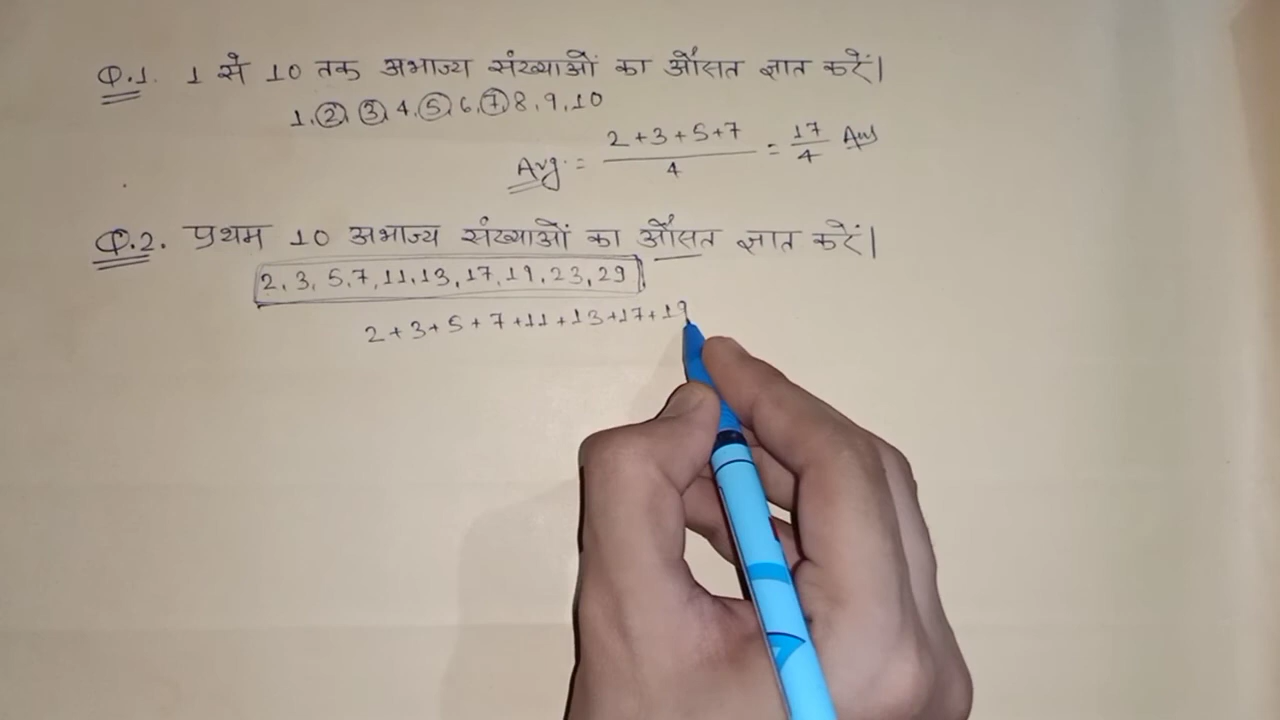 Q.1. 1 से 10 तक अभाज्य संख्याओं का औसत ज्ञात करें।
1, 2, 3, 4, 5, 6, 7, 8, 9, 10
Avg. = 2+3+5+7/4 = 17/4 Ans
Q.2. प्रथम 10 अभाज्य संख्याओं का औसत ज्ञात करें।
2, 3, 5, 7, 11, 13, 17, 19, 23, 29
2+3+5+7+11+13+17+19